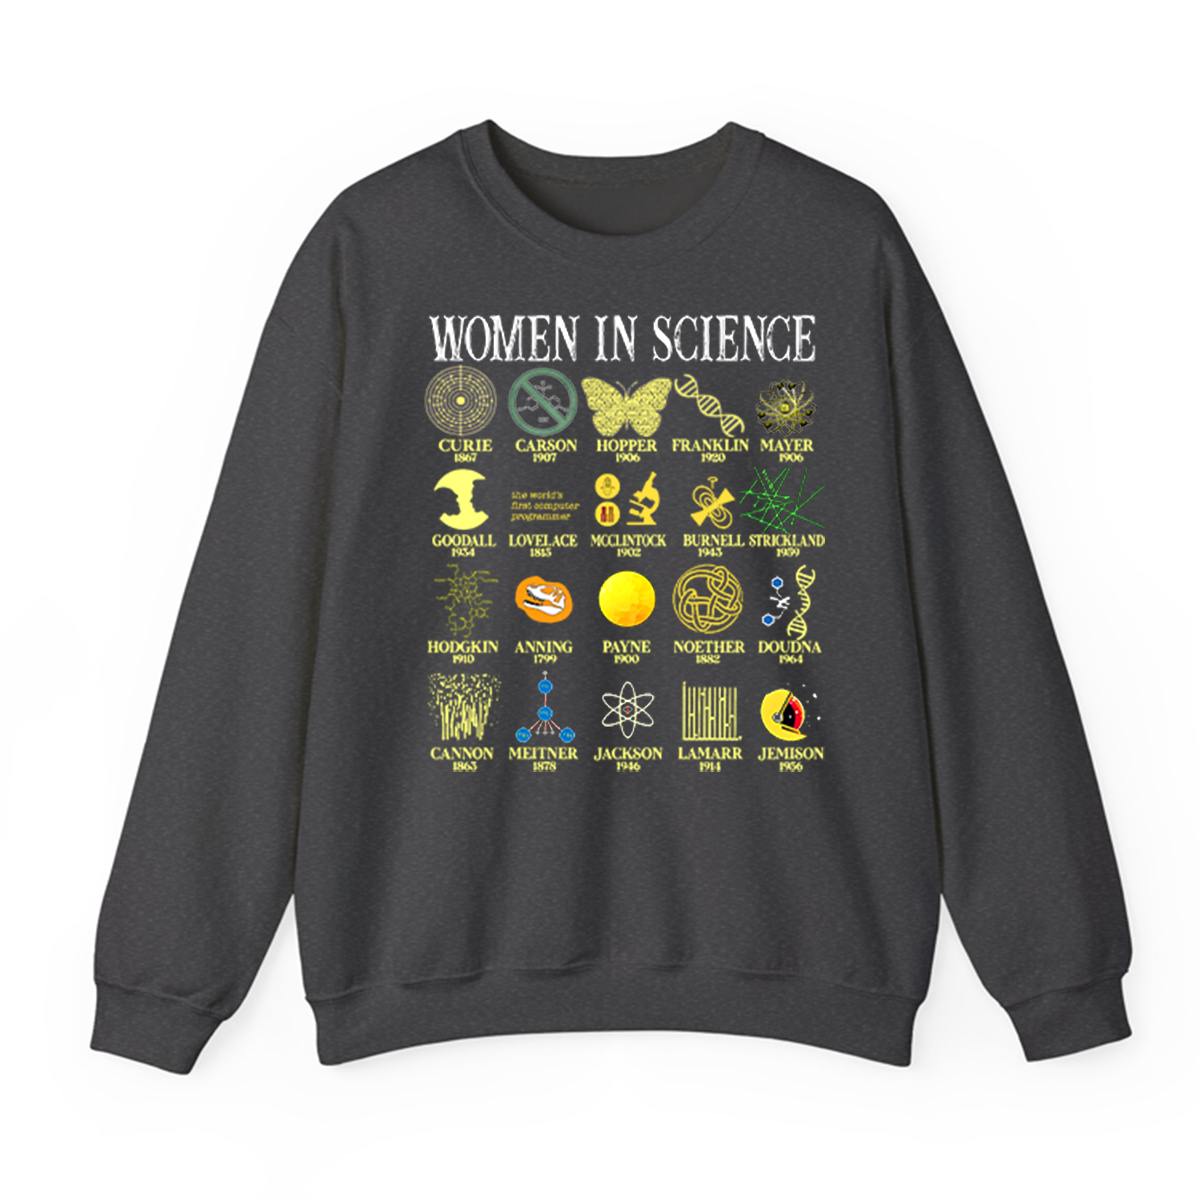 WOMEN IN SCIENCE
CURIE CARSON HOPPER FRANKLIN MAYER
1867 1907 1906 1920 1906
the world's
first computer
programmer
GOODALL LOVELACE MCCLINTOCK BURNELL STRICKLAND
1934 1815 1902 1943 1959
HODGKIN ANNING PAYNE NOETHER DOUDNA
1910 1799 1900 1882 1964
CANNON MEITNER JACKSON LAMARR JEMISON
1863 1878 1946 1914 1956